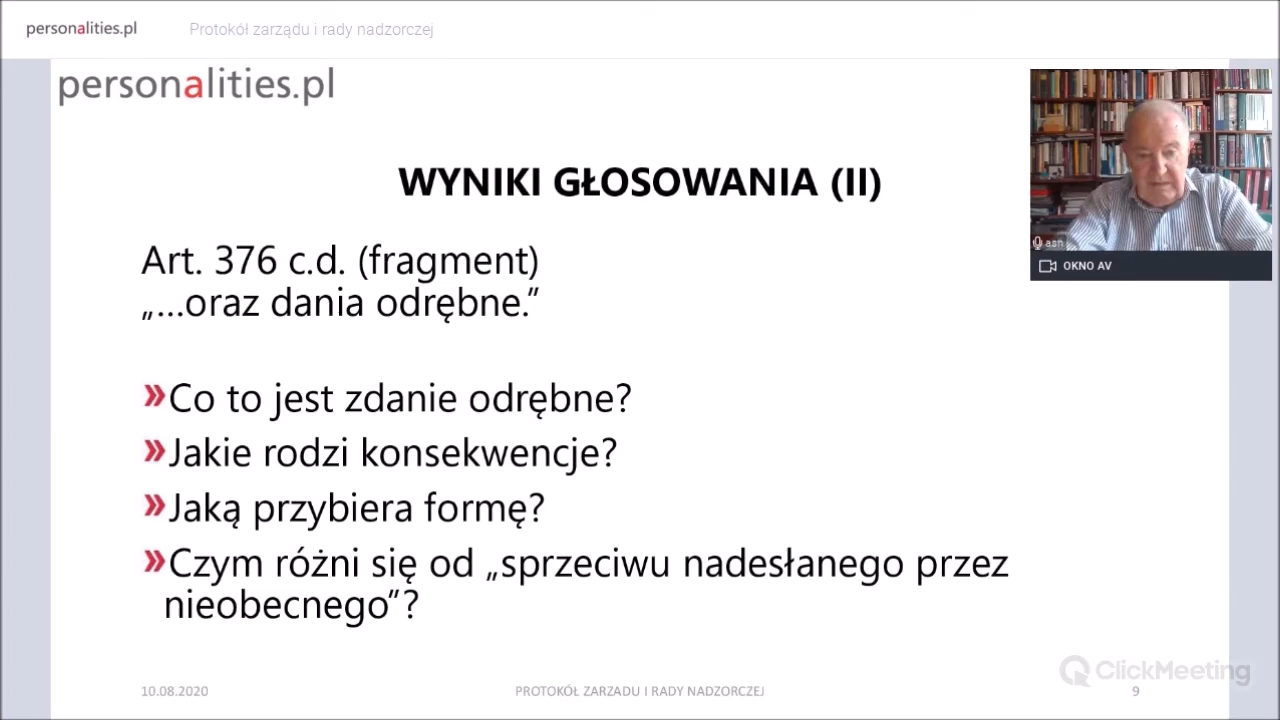 personalities.pl
Protokół zarządu i rady nadzorczej
personalities.pl
WYNIKI GŁOSOWANIA (II)
asn
OKNO AV
Art. 376 c.d. (fragment)
„…oraz dania odrębne.”
»Co to jest zdanie odrębne?
»Jakie rodzi konsekwencje?
»Jaką przybiera formę?
»Czym różni się od „sprzeciwu nadesłanego przez
nieobecnego”?
ClickMeeting
10.08.2020
PROTOKÓŁ ZARZADU I RADY NADZORCZEJ
9